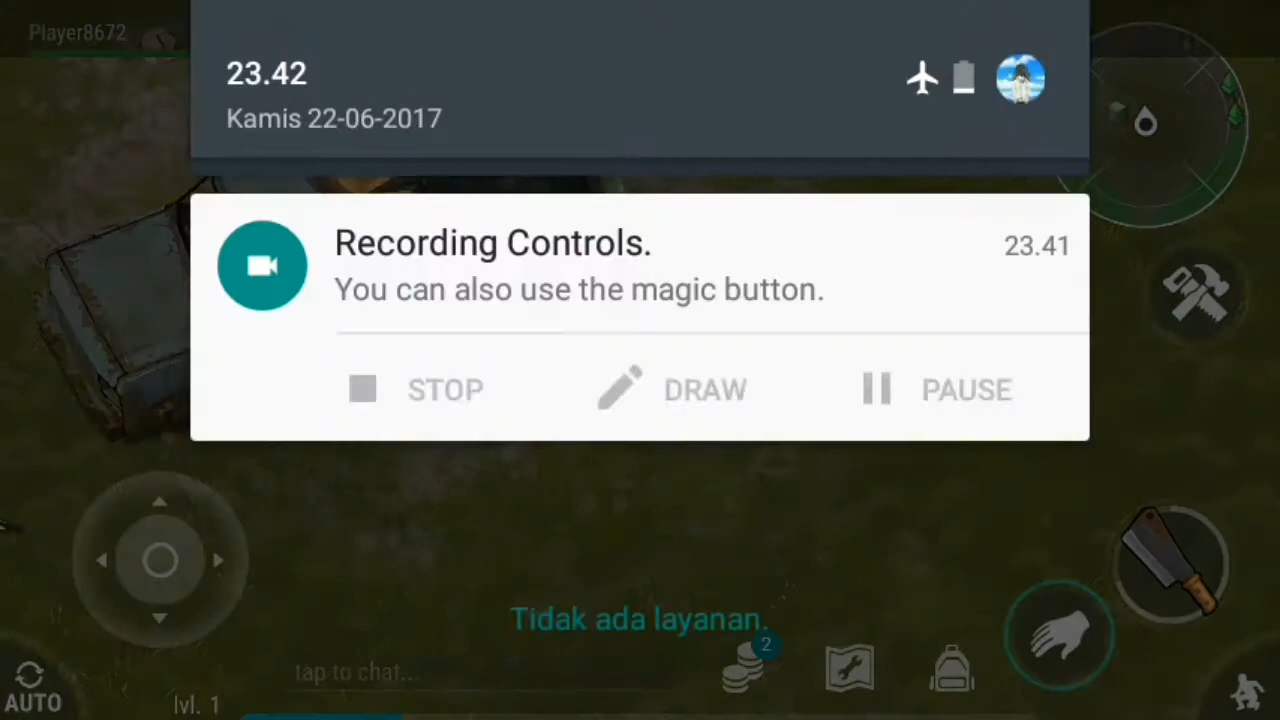 Player8672
23.42
Kamis 22-06-2017
Recording Controls.
23.41
You can also use the magic button.
STOP
DRAW
PAUSE
Tidak ada layanan.
2
tap to chat...
AUTO
lvl. 1